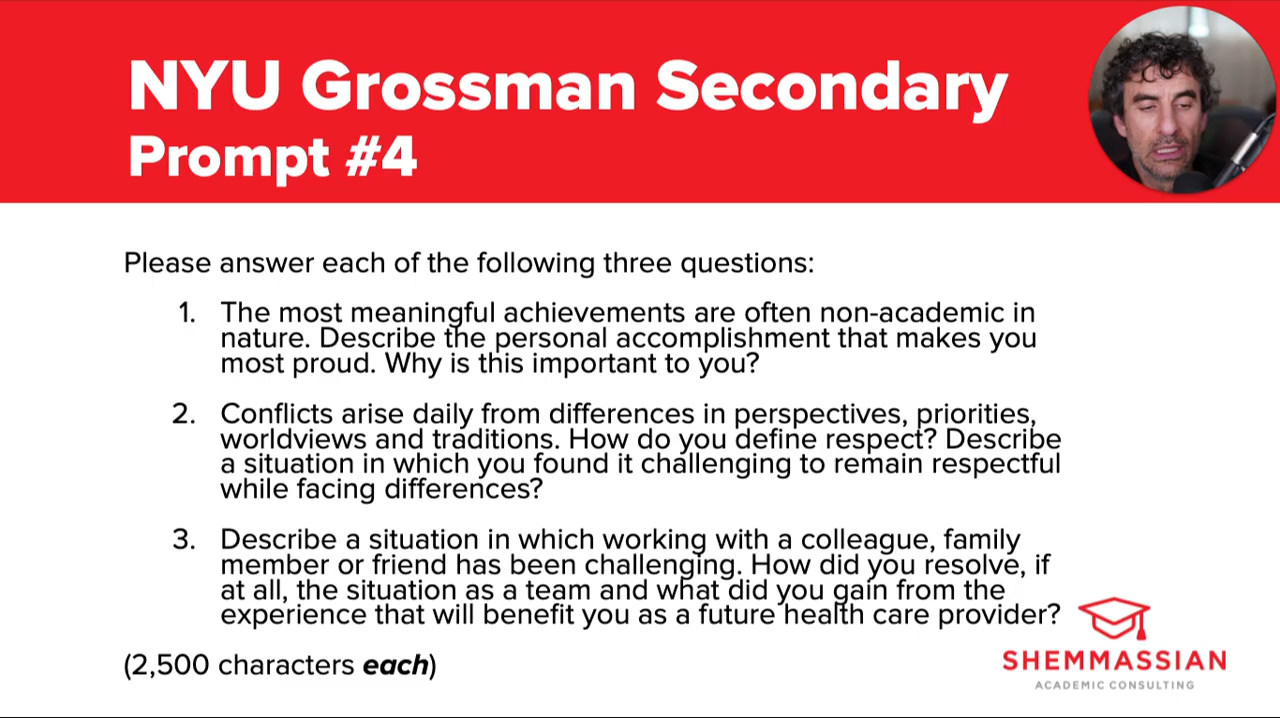 NYU Grossman Secondary
Prompt #4
Please answer each of the following three questions:
1. The most meaningful achievements are often non-academic in
nature. Describe the personal accomplishment that makes you
most proud. Why is this important to you?
2. Conflicts arise daily from differences in perspectives, priorities,
worldviews and traditions. How do you define respect? Describe
a situation in which you found it challenging to remain respectful
while facing differences?
3. Describe a situation in which working with a colleague, family
member or friend has been challenging. How did you resolve, if
at all, the situation as a team and what did you gain from the
experience that will benefit you as a future health care provider?
(2,500 characters each)
SHEMMASSIAN
ACADEMIC CONSULTING